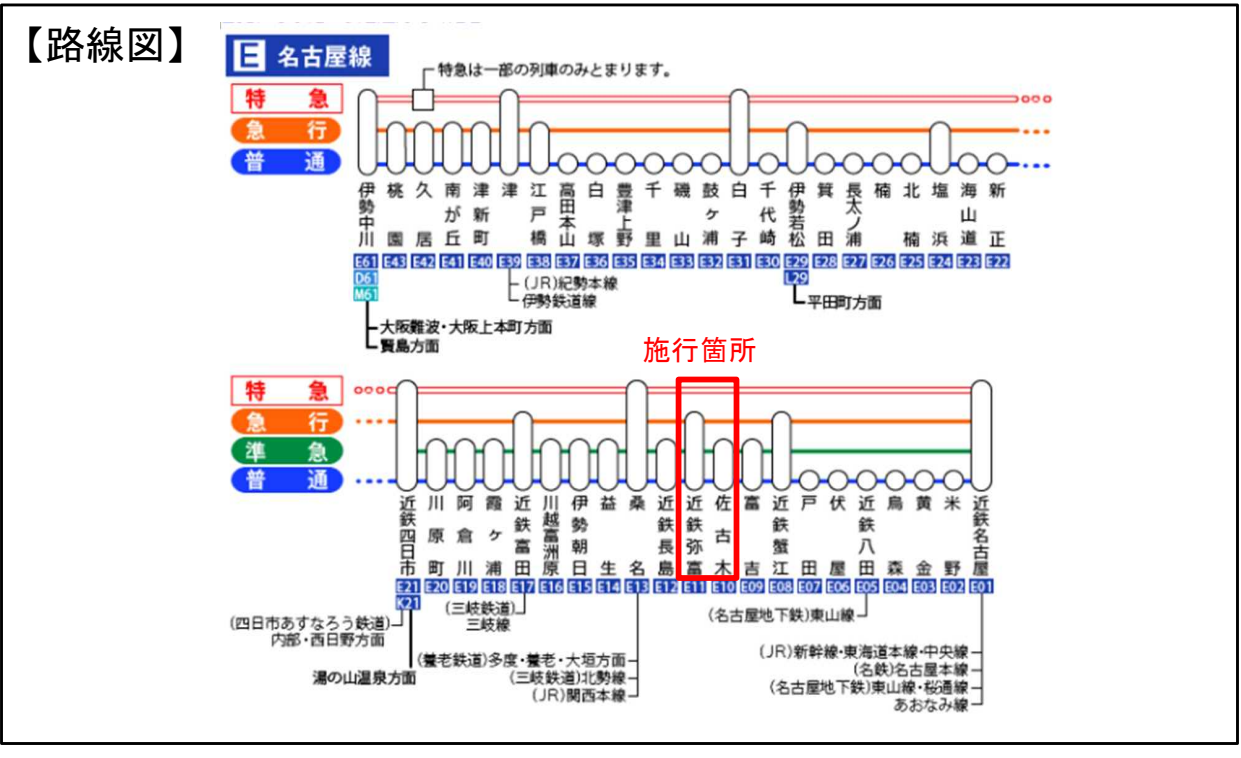 【路線図】
E 名古屋線
特急は一部の列車のみとまります。
特急
急行
普通
伊勢中川
桃園
久居
南が丘
津新町
津
江戸橋
高田本山
白塚
豊津上野
千里
磯山
鼓ヶ浦
白子
千代崎
伊勢若松
箕田
長太ノ浦
楠
北楠
塩浜
海山道
新正
E61 E43 E42 E41 E40 E39 E38 E37 E36 E35 E34 E33 E32 E31 E30 E29 E28 E27 E26 E25 E24 E23 E22
D61
M61
L29
(JR)紀勢本線
伊勢鉄道線
平田町方面
大阪難波・大阪上本町方面
賢島方面
施行箇所
特急
急行
準急
普通
近鉄四日市
川原町
阿倉川
霞ヶ浦
近鉄富田
川越富洲原
伊勢朝日
益生
桑名
近鉄長島
近鉄弥富
佐古木
富吉
近鉄蟹江
戸田
伏屋
近鉄八田
烏森
黄金
米野
近鉄名古屋
E21 E20 E19 E18 E17 E16 E15 E14 E13 E12 E11 E10 E09 E08 E07 E06 E05 E04 E03 E02 E01
K21
(四日市あすなろう鉄道)
内部・西日野方面
湯の山温泉方面
(三岐鉄道)
三岐線
(養老鉄道)多度・養老・大垣方面
(三岐鉄道)北勢線
(JR)関西本線
(名古屋地下鉄)東山線
(JR)新幹線・東海道本線・中央線
(名鉄)名古屋本線
(名古屋地下鉄)東山線・桜通線
あおなみ線